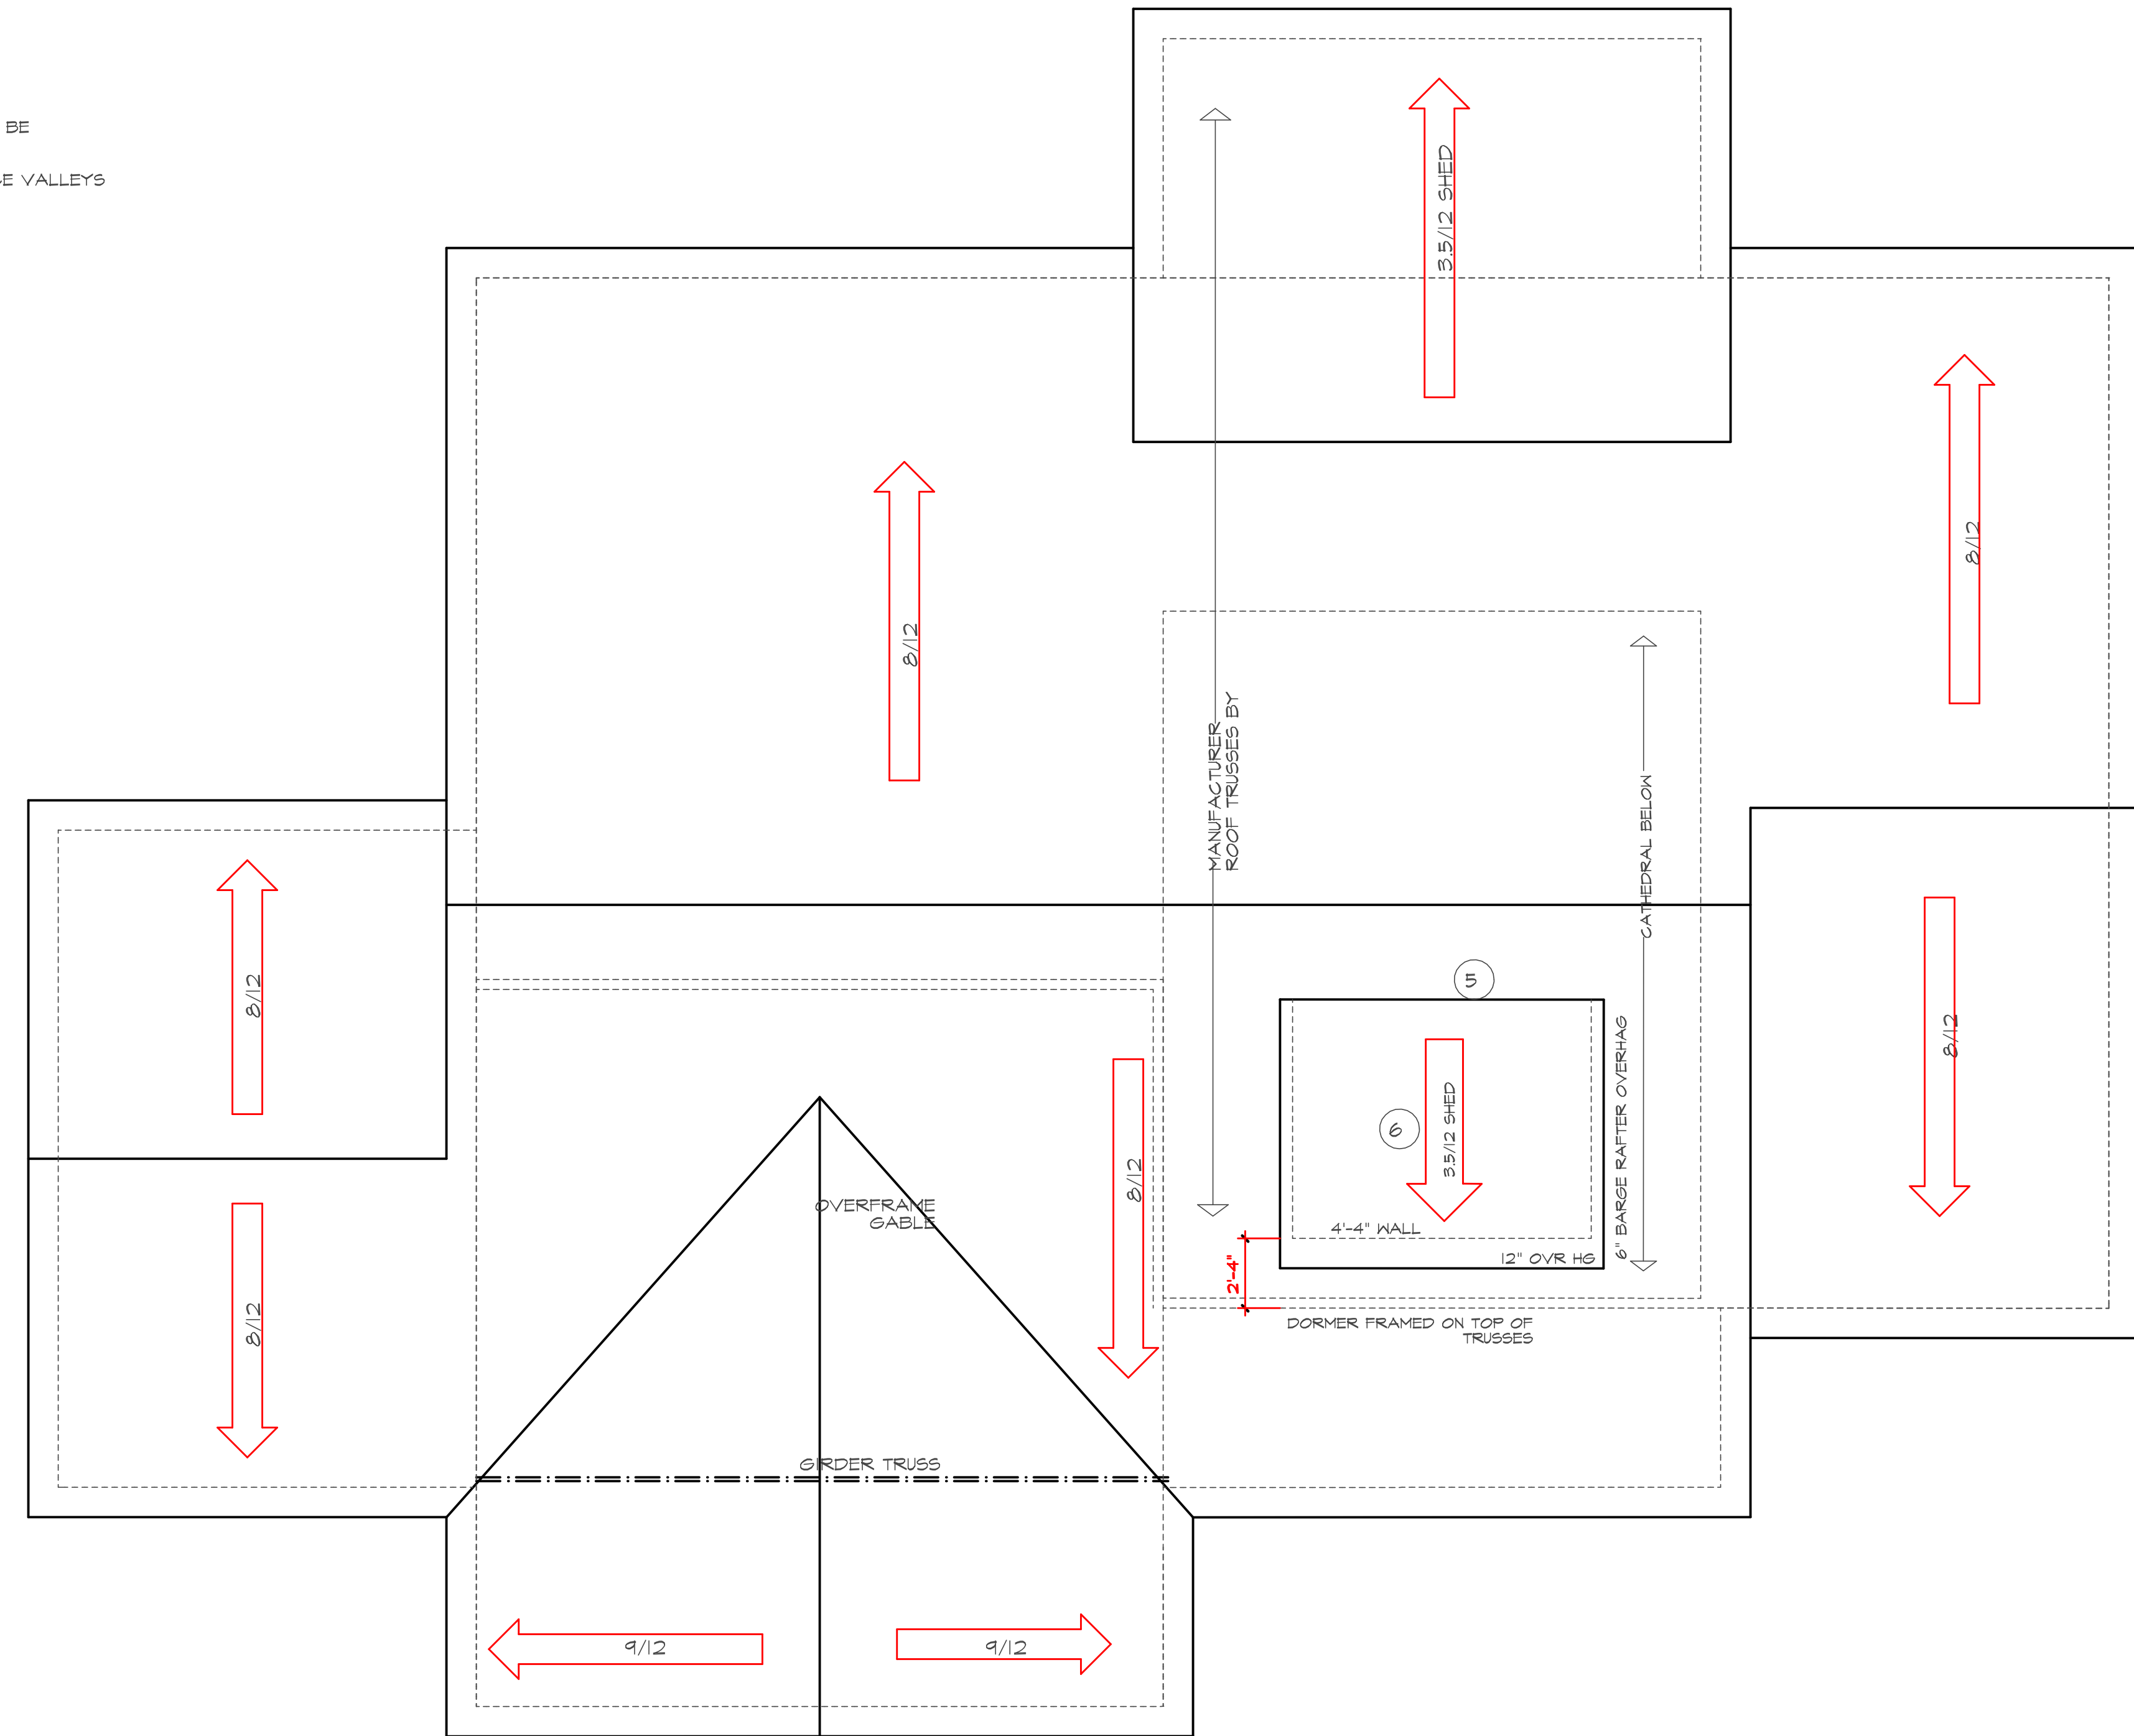 BE
VALLEYS
3.5/12 SHED
8/12
8/12
MANUFACTURER
ROOF TRUSSES BY
CATHEDRAL BELOW
8/12
8/12
5
6
3.5/12 SHED
6" BARGE RAFTER OVERHAG
4'-4" WALL
12" OVR HG
2'-4"
DORMER FRAMED ON TOP OF
TRUSSES
8/12
OVERFRAME
GABLE
8/12
GIRDER TRUSS
9/12
9/12